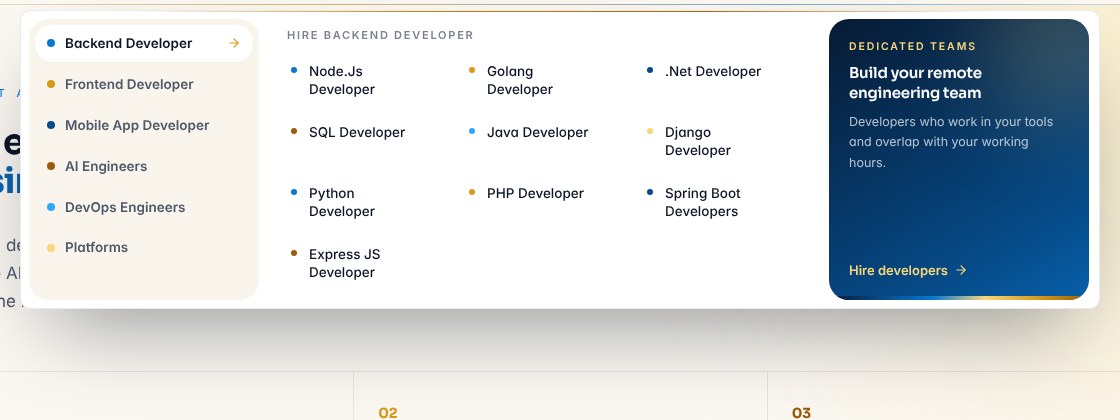 Backend Developer
Frontend Developer
Mobile App Developer
AI Engineers
DevOps Engineers
Platforms
HIRE BACKEND DEVELOPER
Node.Js
Developer
Golang
Developer
.Net Developer
SQL Developer
Java Developer
Django
Developer
Python
Developer
PHP Developer
Spring Boot
Developers
Express JS
Developer
DEDICATED TEAMS
Build your remote
engineering team
Developers who work in your tools
and overlap with your working
hours.
Hire developers
02
03